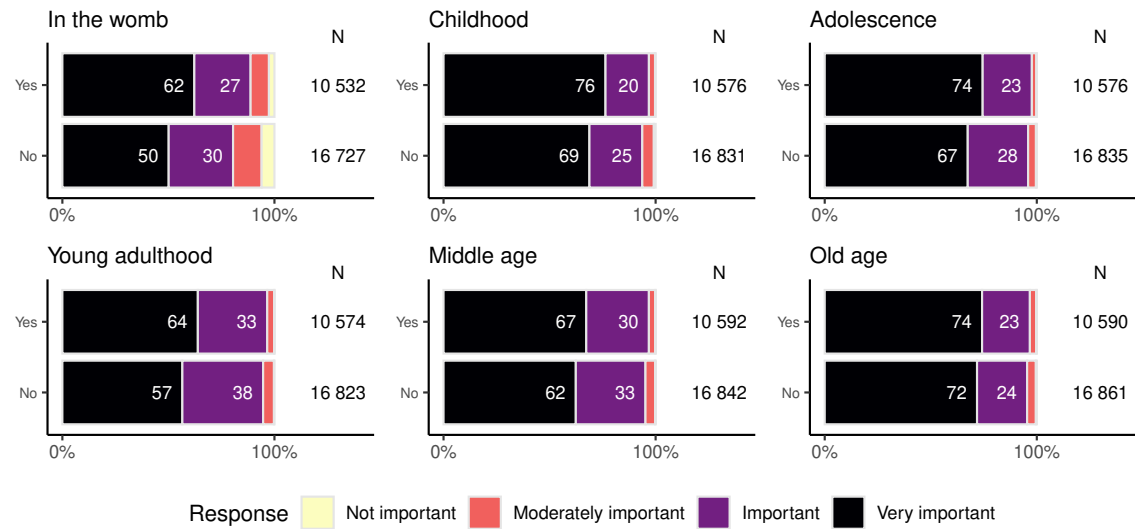 In the womb
N
Yes 62 27 10 532
No 50 30 16 727
0% 100%
Childhood
N
Yes 76 20 10 576
No 69 25 16 831
0% 100%
Adolescence
N
Yes 74 23 10 576
No 67 28 16 835
0% 100%
Young adulthood
N
Yes 64 33 10 574
No 57 38 16 823
0% 100%
Middle age
N
Yes 67 30 10 592
No 62 33 16 842
0% 100%
Old age
N
Yes 74 23 10 590
No 72 24 16 861
0% 100%
Response Not important Moderately important Important Very important